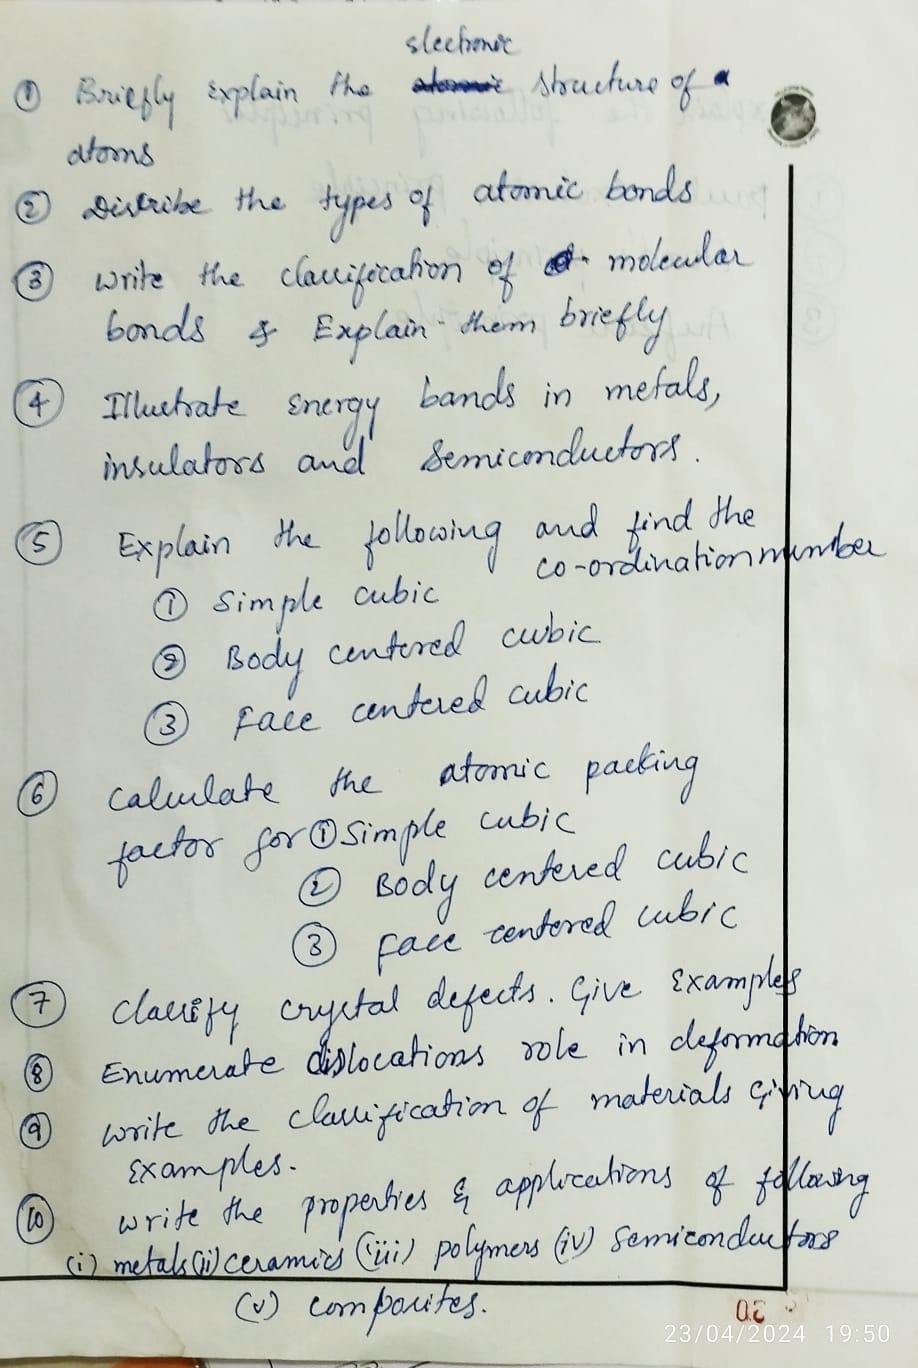 electronic
① Briefly explain the atomic structure of a
atoms
② Discribe the types of atomic bonds
③ write the classification of molecular
bonds & Explain them briefly
④ Illustrate energy bands in metals,
insulators and semiconductors.
⑤ Explain the following and find the
co-ordination number
① Simple cubic
② Body centered cubic
③ Face centered cubic
⑥ Calculate the atomic packing
factor for ① Simple cubic
② Body centered cubic
③ Face centered cubic
⑦ Classify crystal defects. Give Examples
⑧ Enumerate dislocations role in deformation
⑨ write the classification of materials giving
examples.
⑩ write the properties & applications of following
(i) metals (ii) ceramics (iii) polymers (iv) Semiconductors
(v) composites.
23/04/2024 19:50